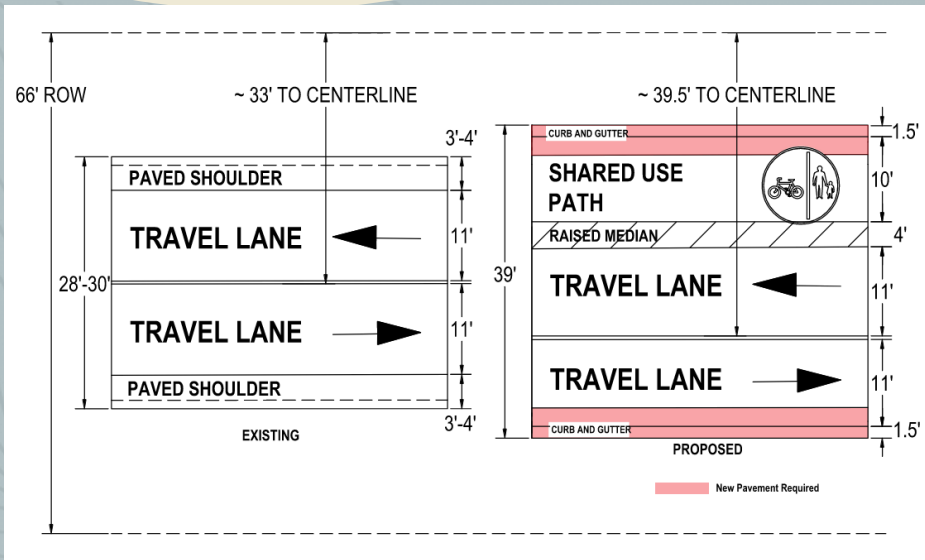 66' ROW
~ 33' TO CENTERLINE
3'-4'
PAVED SHOULDER
TRAVEL LANE
11'
28'-30'
TRAVEL LANE
11'
PAVED SHOULDER
3'-4'
EXISTING
~ 39.5' TO CENTERLINE
CURB AND GUTTER
1.5'
SHARED USE
PATH
10'
RAISED MEDIAN
4'
39'
TRAVEL LANE
11'
TRAVEL LANE
11'
CURB AND GUTTER
1.5'
PROPOSED
New Pavement Required